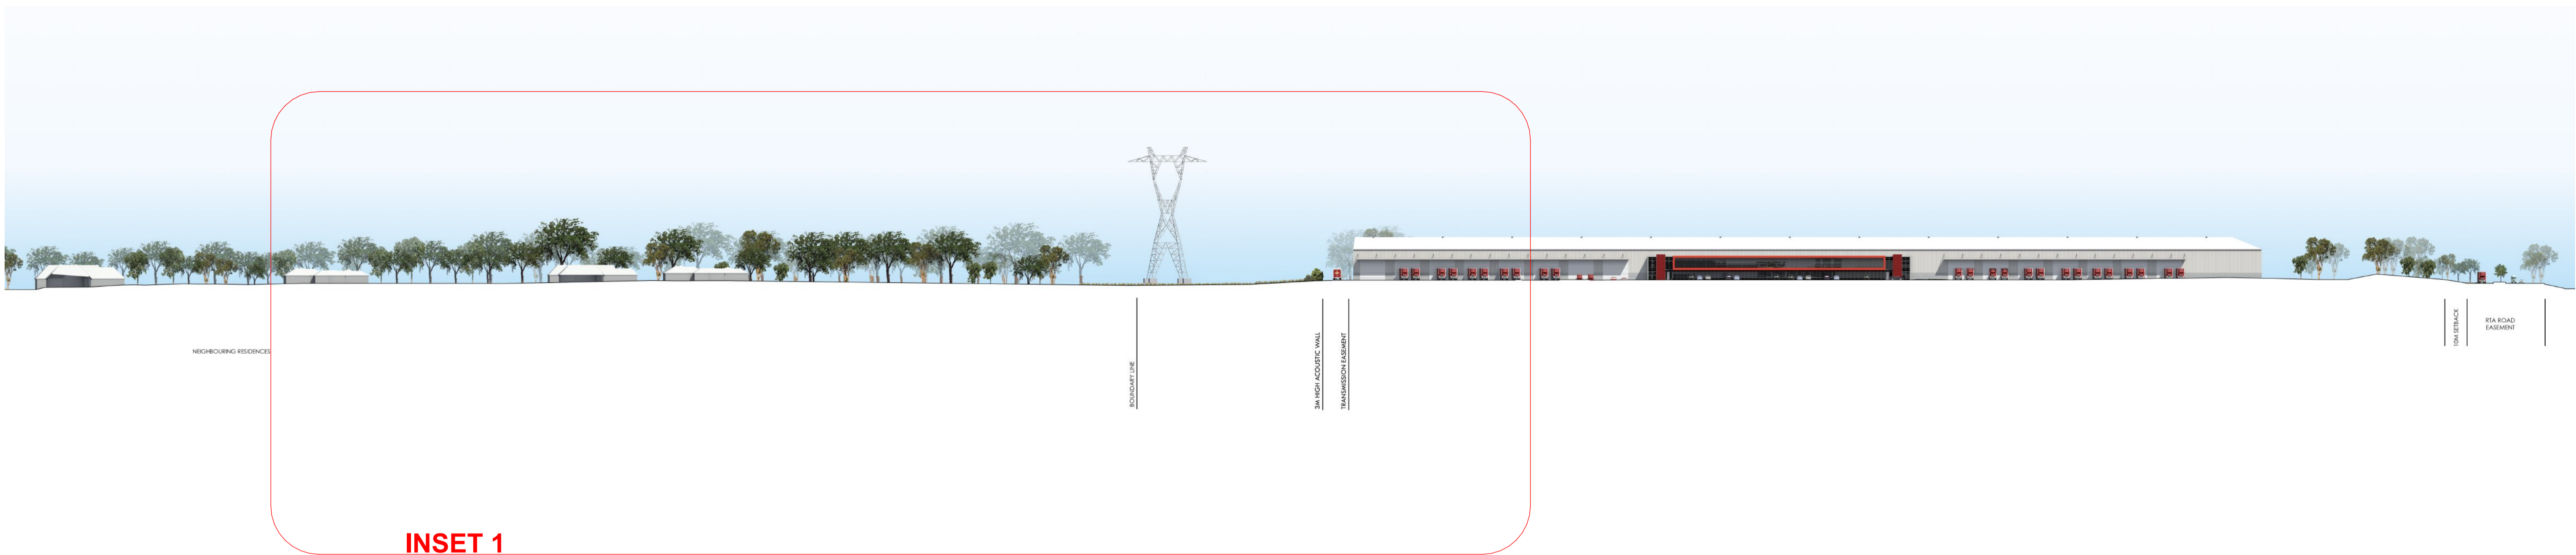 NEIGHBOURING RESIDENCES
BOUNDARY LINE
3M HIGH ACOUSTIC WALL
TRANSMISSION EASEMENT
10M SETBACK
RTA ROAD
EASEMENT
INSET 1